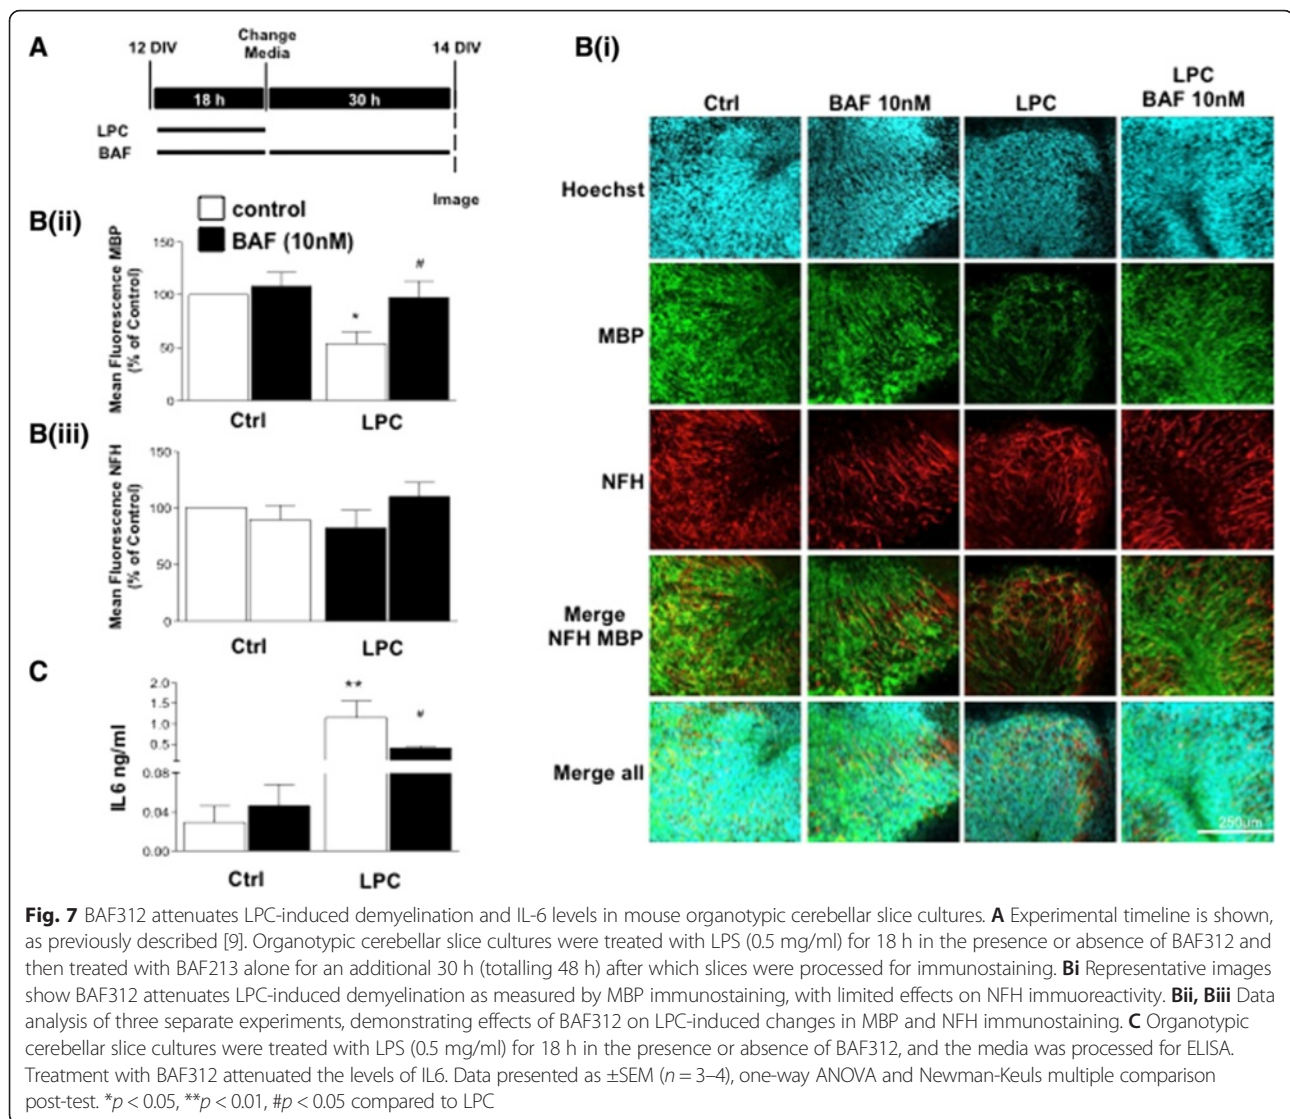 A
12 DIV
Change
Media
14 DIV
18 h
30 h
LPC
BAF
Image
B(ii)
control
BAF (10nM)
Mean Fluorescence MBP
(% of Control)
150
100
50
0
*
#
Ctrl
LPC
B(iii)
Mean Fluorescence NFH
(% of Control)
150
100
50
0
Ctrl
LPC
C
IL6 ng/ml
2.0
1.5
1.0
0.5
0.08
0.04
0.00
**
#
Ctrl
LPC
B(i)
Ctrl
BAF 10nM
LPC
LPC
BAF 10nM
Hoechst
MBP
NFH
Merge
NFH MBP
Merge all
250µm
Fig. 7 BAF312 attenuates LPC-induced demyelination and IL-6 levels in mouse organotypic cerebellar slice cultures. A Experimental timeline is shown,
as previously described [9]. Organotypic cerebellar slice cultures were treated with LPS (0.5 mg/ml) for 18 h in the presence or absence of BAF312 and
then treated with BAF213 alone for an additional 30 h (totalling 48 h) after which slices were processed for immunostaining. Bi Representative images
show BAF312 attenuates LPC-induced demyelination as measured by MBP immunostaining, with limited effects on NFH immuoreactivity. Bii, Biii Data
analysis of three separate experiments, demonstrating effects of BAF312 on LPC-induced changes in MBP and NFH immunostaining. C Organotypic
cerebellar slice cultures were treated with LPS (0.5 mg/ml) for 18 h in the presence or absence of BAF312, and the media was processed for ELISA.
Treatment with BAF312 attenuated the levels of IL6. Data presented as ±SEM (n = 3–4), one-way ANOVA and Newman-Keuls multiple comparison
post-test. *p < 0.05, **p < 0.01, #p < 0.05 compared to LPC